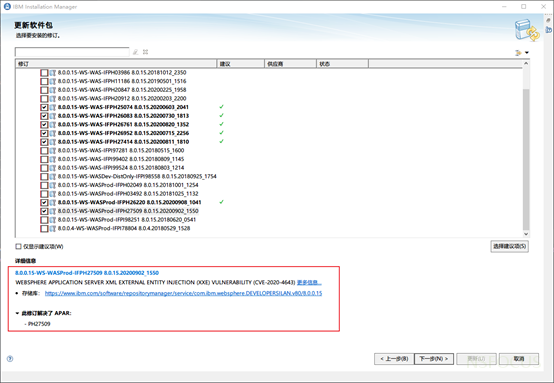 IBM Installation Manager
更新软件包
选择要安装的修订。
修订 建议 供应商 状态
8.0.0.15-WS-WAS-IFPH03986 8.0.15.20181012_2350
8.0.0.15-WS-WAS-IFPH11186 8.0.15.20190501_1516
8.0.0.15-WS-WAS-IFPH20847 8.0.15.20200225_1958
8.0.0.15-WS-WAS-IFPH20912 8.0.15.20200203_2200
8.0.0.15-WS-WAS-IFPH25074 8.0.15.20200603_2041
8.0.0.15-WS-WAS-IFPH26083 8.0.15.20200730_1813
8.0.0.15-WS-WAS-IFPH26761 8.0.15.20200820_1352
8.0.0.15-WS-WAS-IFPH26952 8.0.15.20200715_2256
8.0.0.15-WS-WAS-IFPH27414 8.0.15.20200811_1810
8.0.0.15-WS-WAS-IFPI97281 8.0.15.20180515_1600
8.0.0.15-WS-WAS-IFPI99402 8.0.15.20180809_1145
8.0.0.15-WS-WAS-IFPI99524 8.0.15.20180803_1214
8.0.0.15-WS-WASDev-DistOnly-IFPI98558 8.0.15.20180925_1754
8.0.0.15-WS-WASProd-IFPH02049 8.0.15.20181001_1254
8.0.0.15-WS-WASProd-IFPH03492 8.0.15.20181025_1132
8.0.0.15-WS-WASProd-IFPH26220 8.0.15.20200908_1041
8.0.0.15-WS-WASProd-IFPH27509 8.0.15.20200902_1550
8.0.0.15-WS-WASProd-IFPI98251 8.0.15.20180620_0541
8.0.0.4-WS-WASProd-IFPI78804 8.0.4.20180529_1528
仅显示建议项(W)
选择建议项(S)
详细信息
8.0.0.15-WS-WASProd-IFPH27509 8.0.15.20200902_1550
WEBSPHERE APPLICATION SERVER XML EXTERNAL ENTITY INJECTION (XXE) VULNERABILITY (CVE-2020-4643) 更多信息...
存储库： https://www.ibm.com/software/repositorymanager/service/com.ibm.websphere.DEVELOPERSILAN.v80/8.0.0.15
此修订解决了 APAR:
- PH27509
< 上一步(B) 下一步(N) > 更新(U) 取消